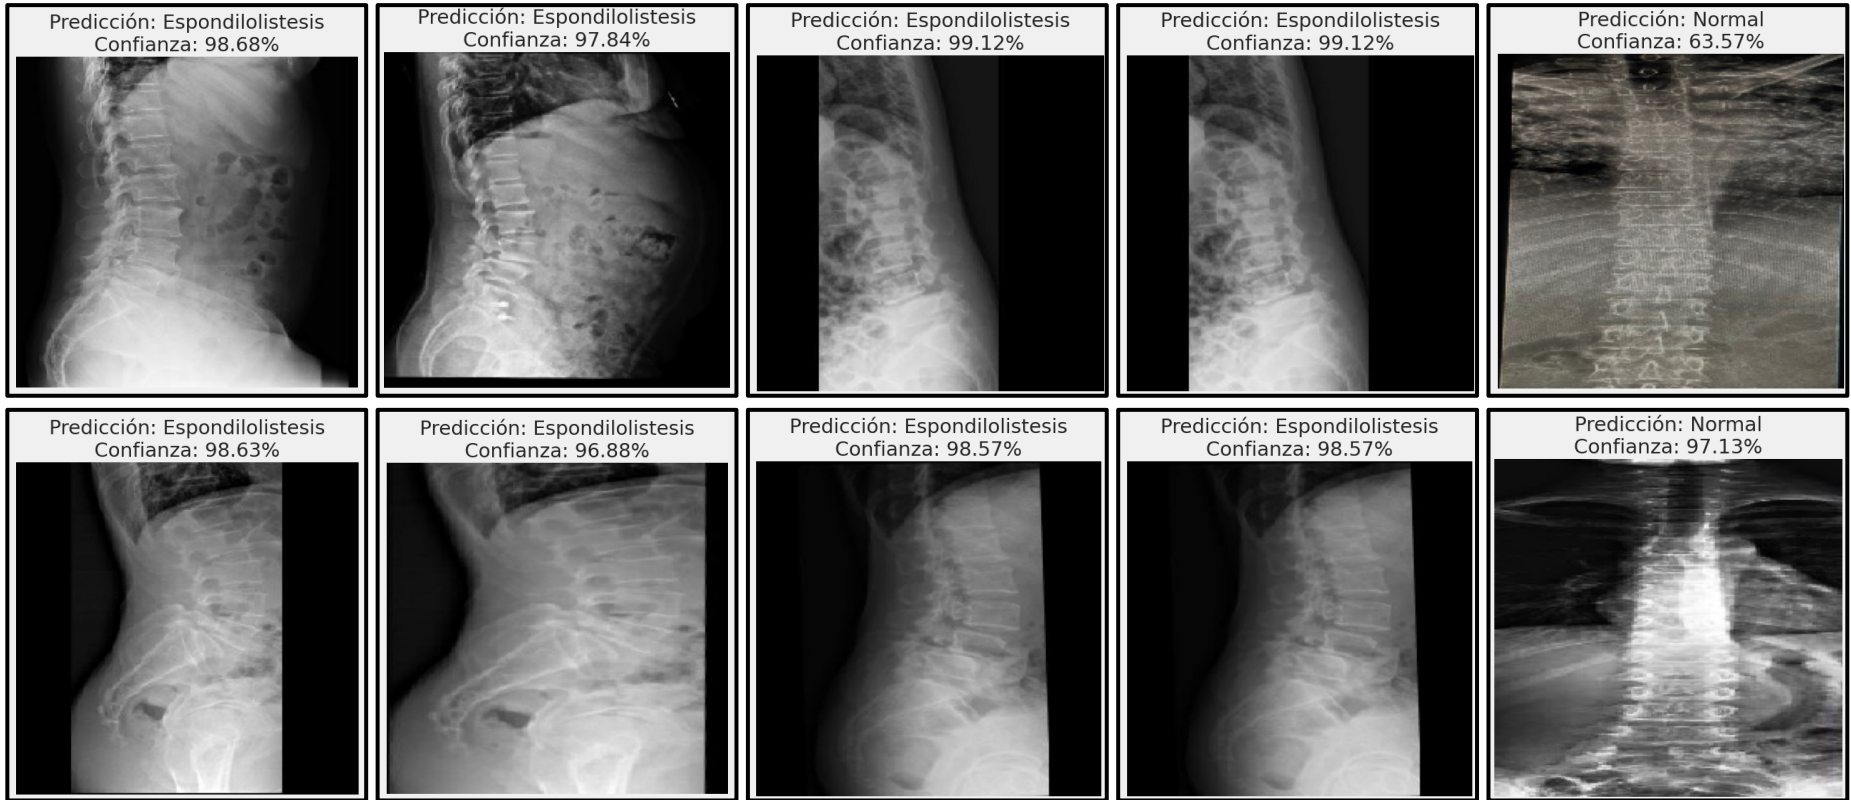 Predicción: Espondilolistesis
Confianza: 98.68%
Predicción: Espondilolistesis
Confianza: 97.84%
Predicción: Espondilolistesis
Confianza: 99.12%
Predicción: Espondilolistesis
Confianza: 99.12%
Predicción: Normal
Confianza: 63.57%
Predicción: Espondilolistesis
Confianza: 98.63%
Predicción: Espondilolistesis
Confianza: 96.88%
Predicción: Espondilolistesis
Confianza: 98.57%
Predicción: Espondilolistesis
Confianza: 98.57%
Predicción: Normal
Confianza: 97.13%